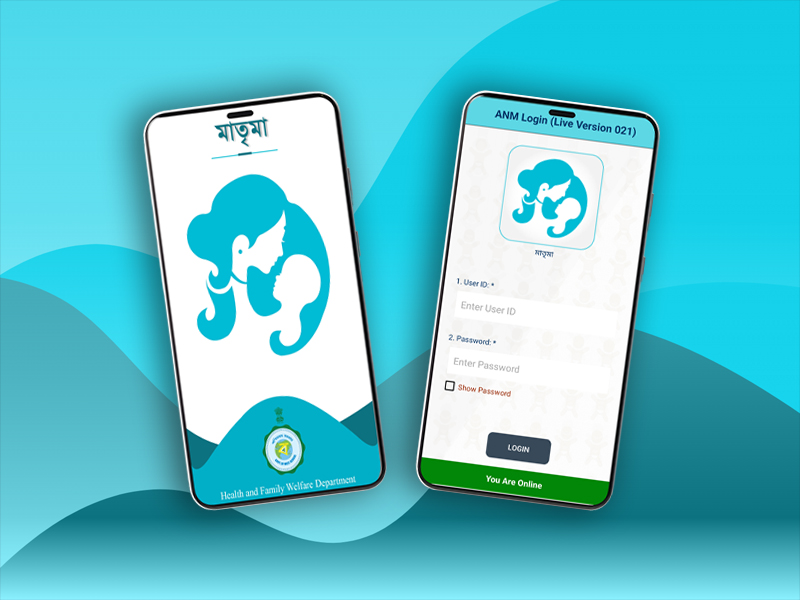 মাতৃমা
Health and Family Welfare Department
ANM Login (Live Version 021)
মাতৃমা
1. User ID: *
Enter User ID
2. Password: *
Enter Password
Show Password
LOGIN
You Are Online